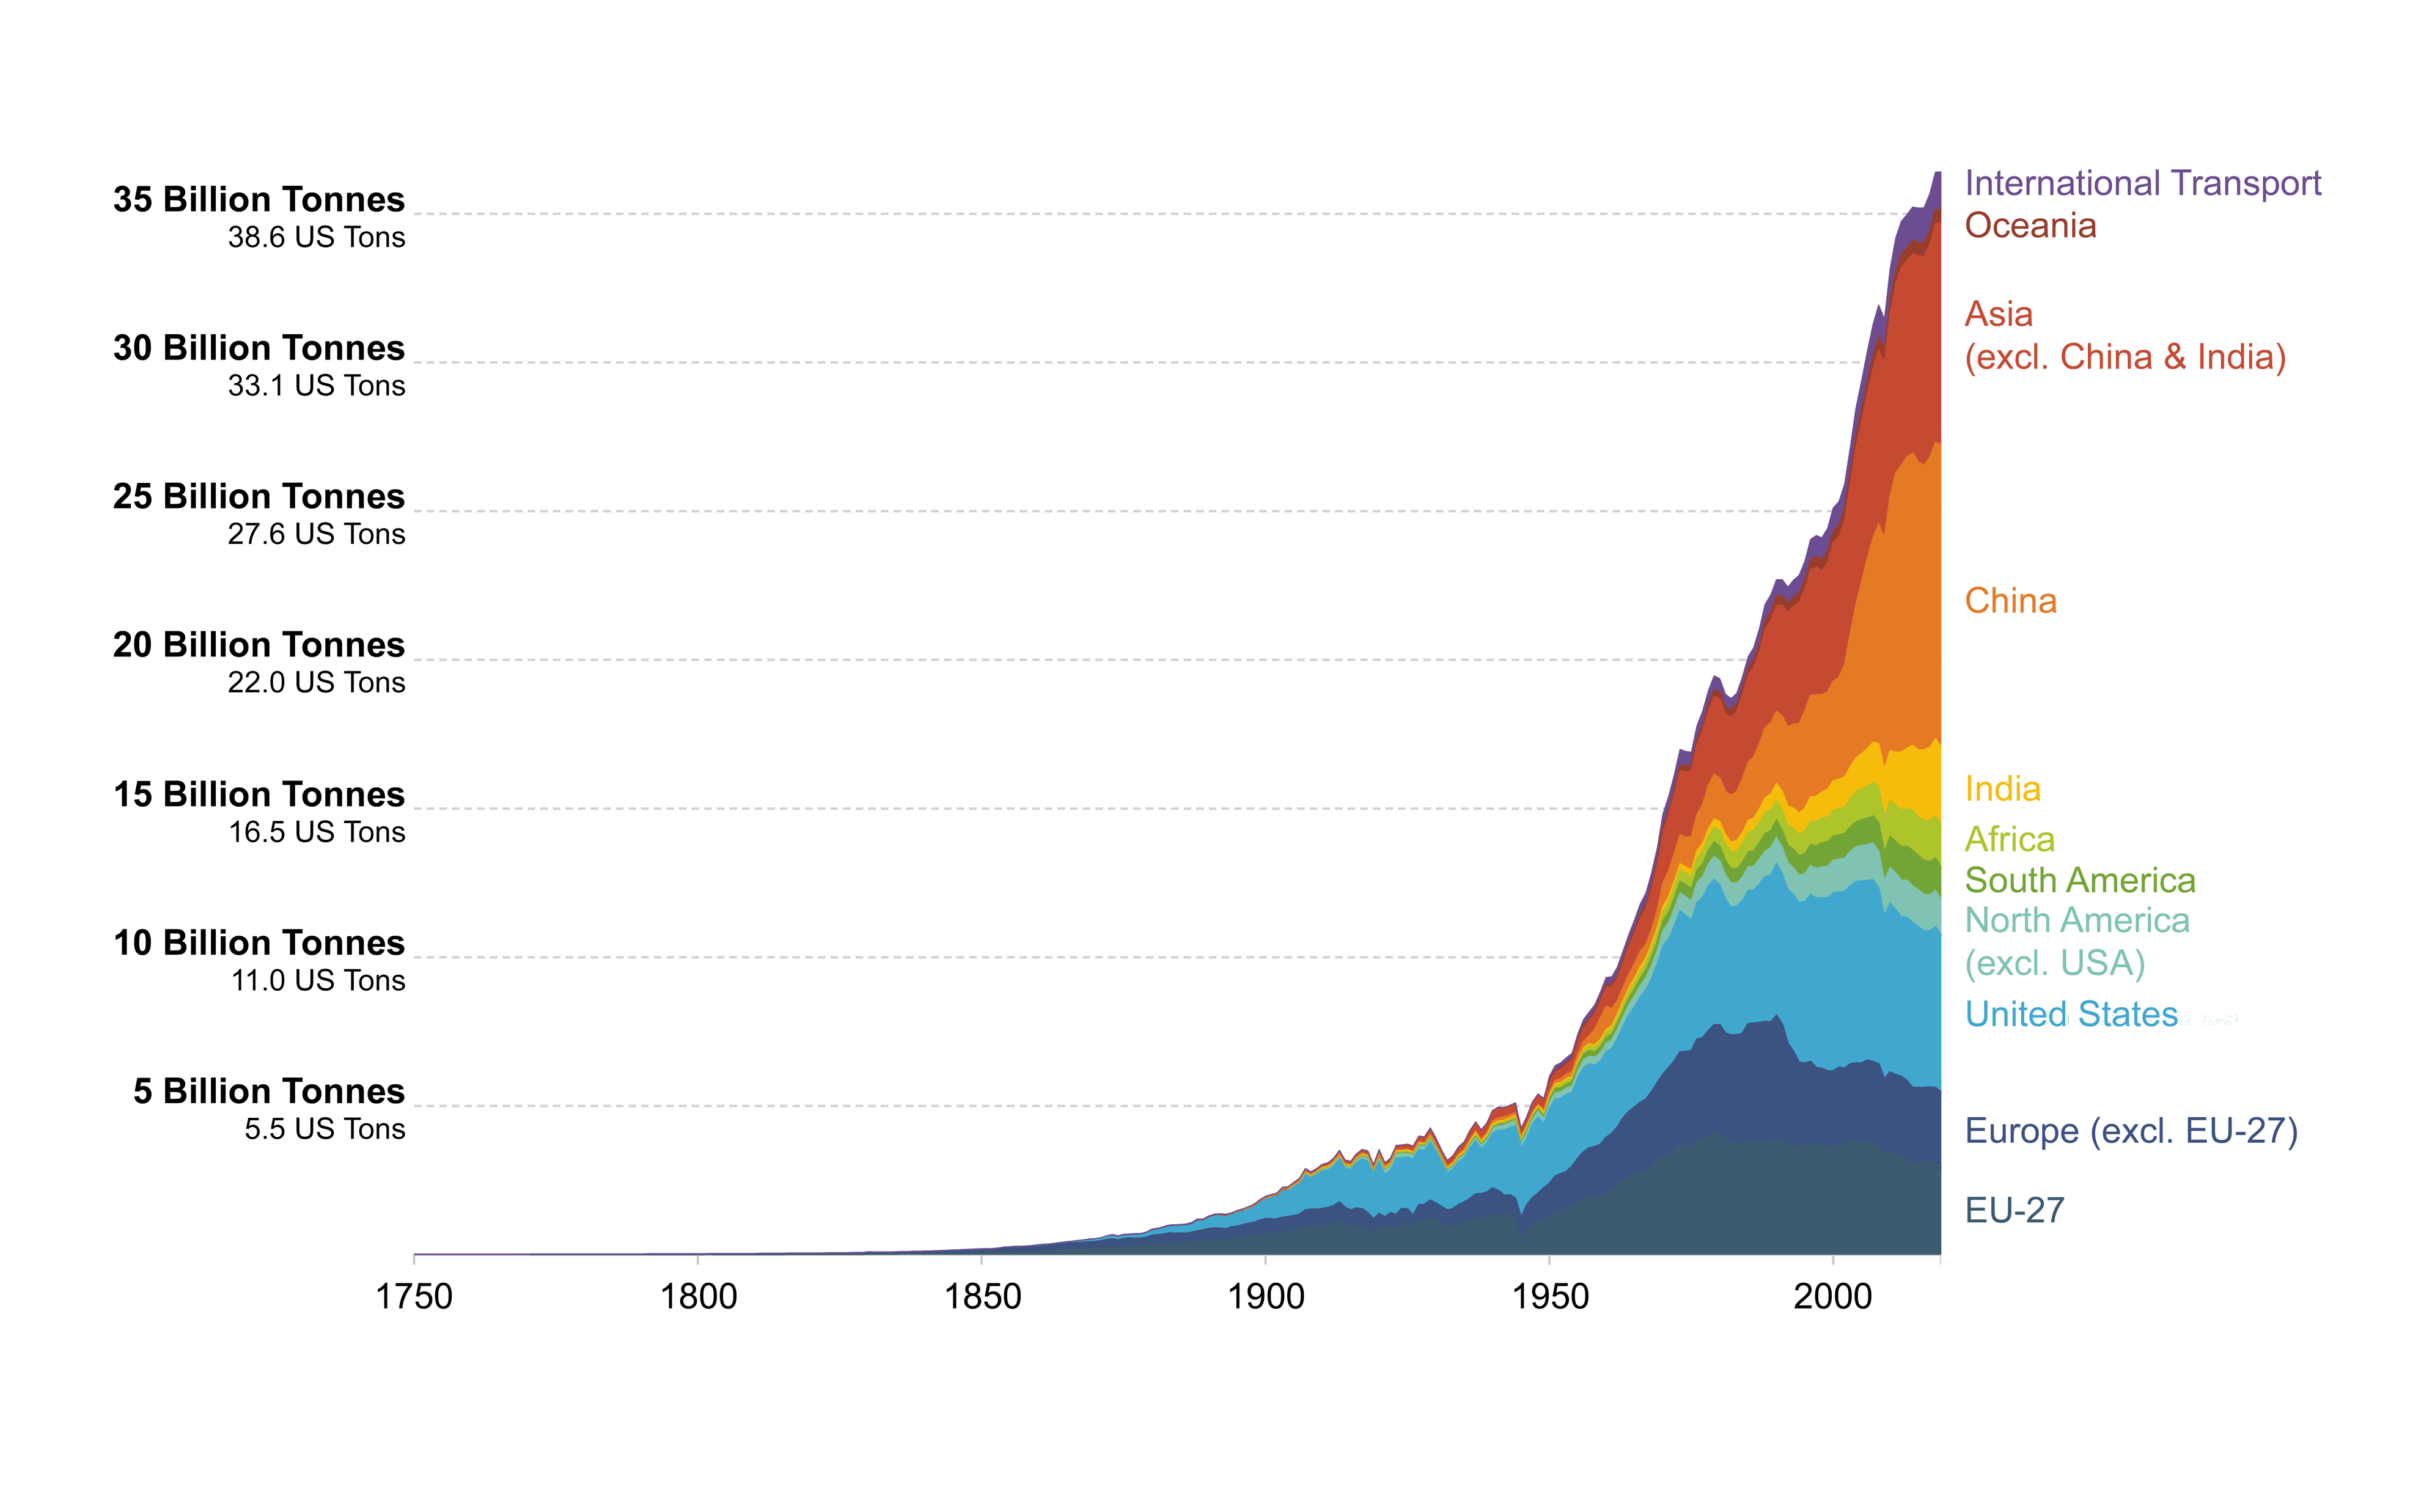 35 Billion Tonnes
38.6 US Tons
30 Billion Tonnes
33.1 US Tons
25 Billion Tonnes
27.6 US Tons
20 Billion Tonnes
22.0 US Tons
15 Billion Tonnes
16.5 US Tons
10 Billion Tonnes
11.0 US Tons
5 Billion Tonnes
5.5 US Tons
International Transport
Oceania
Asia
(excl. China & India)
China
India
Africa
South America
North America
(excl. USA)
United States
Europe (excl. EU-27)
EU-27
1750
1800
1850
1900
1950
2000